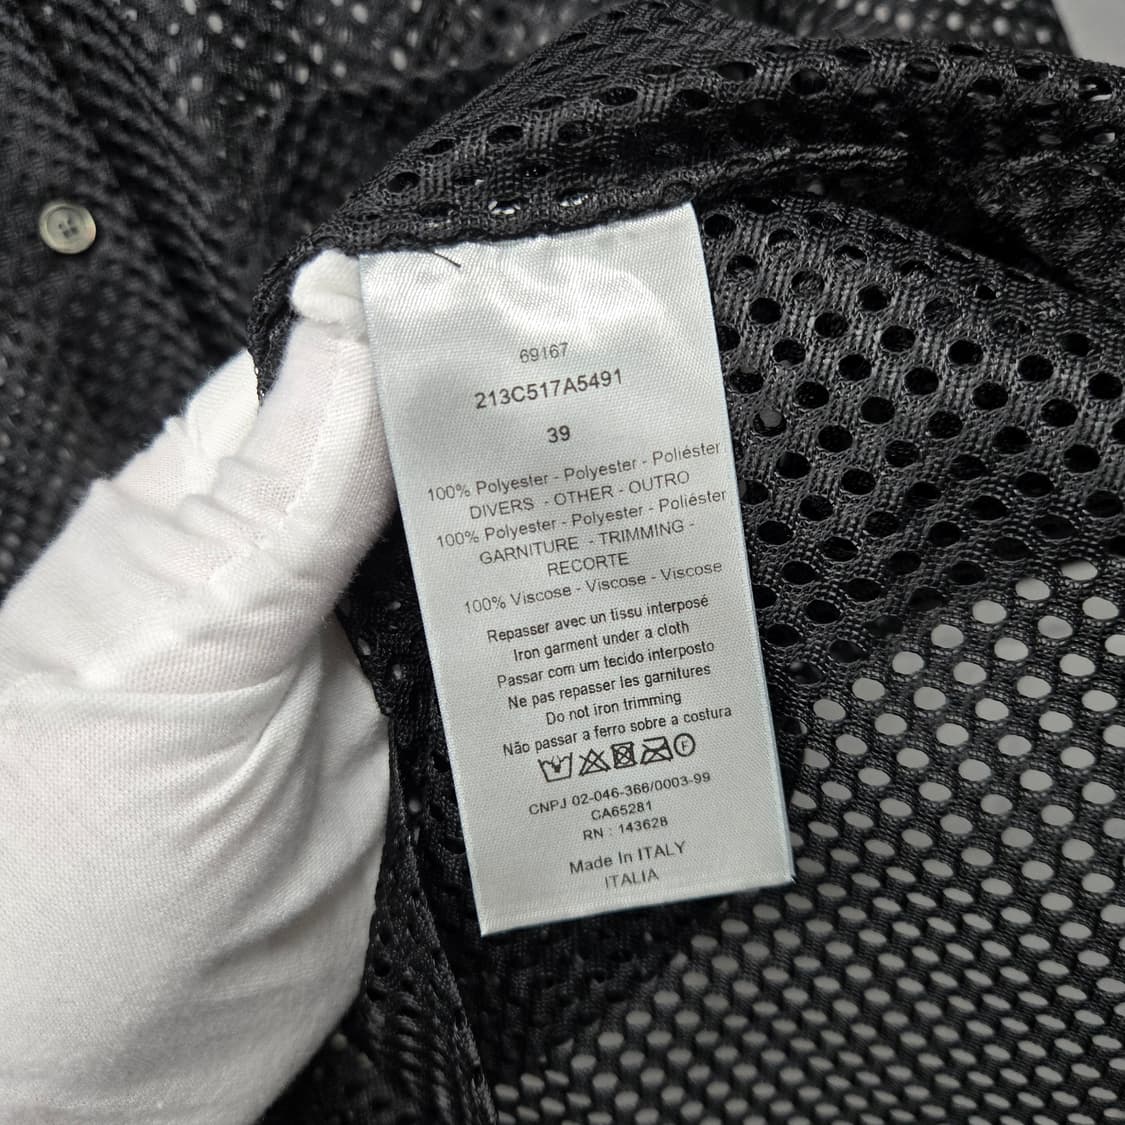 69167
213C517A5491
39
100% Polyester - Polyester - Poliéster
DIVERS - OTHER - OUTRO
100% Polyester - Polyester - Poliéster
GARNITURE - TRIMMING -
RECORTE
100% Viscose - Viscose - Viscose
Repasser avec un tissu interposé
Iron garment under a cloth
Passar com um tecido interposto
Ne pas repasser les garnitures
Do not iron trimming
Não passar a ferro sobre a costura
F
CNPJ 02-046-366/0003-99
CA65281
RN : 143628
Made In ITALY
ITALIA